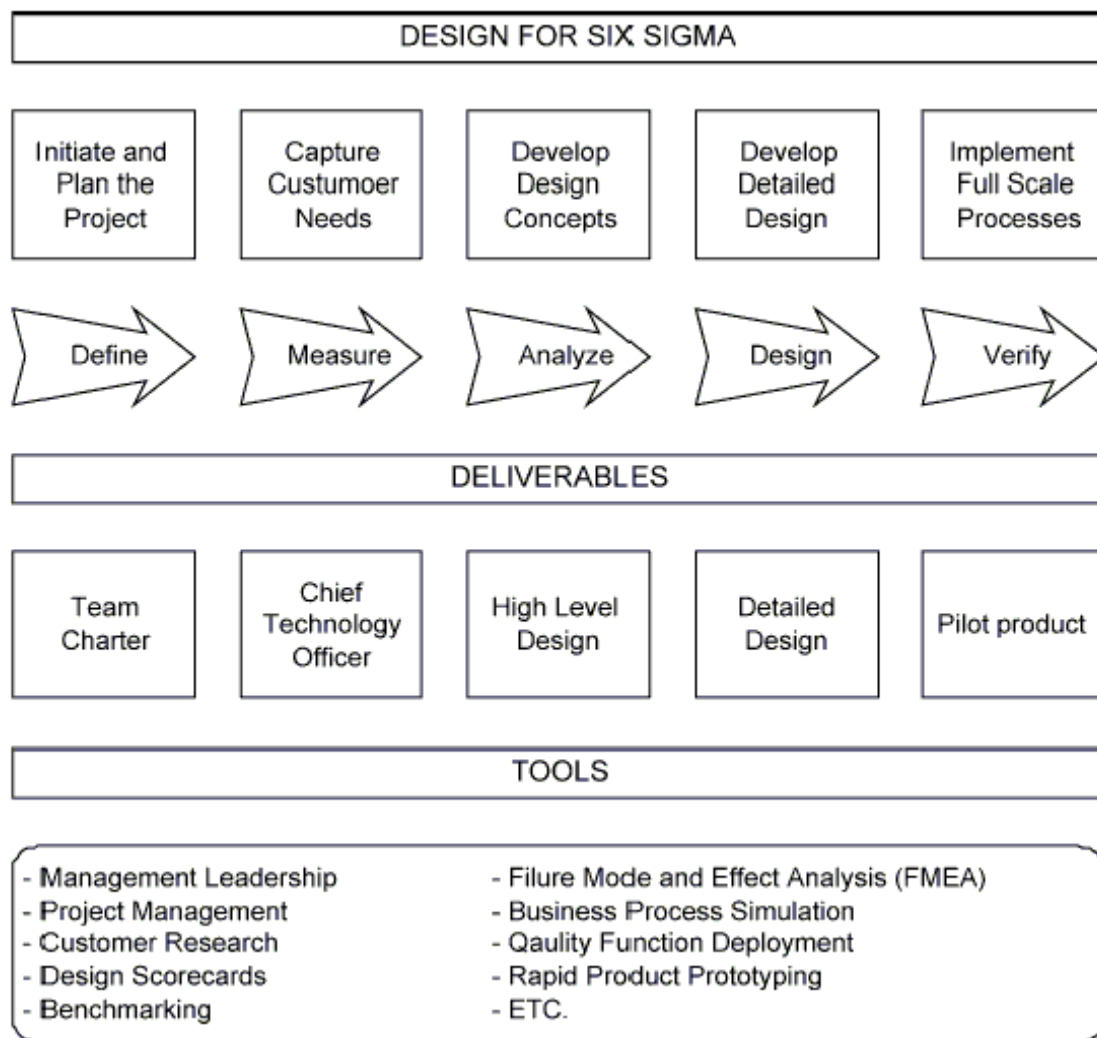 DESIGN FOR SIX SIGMA
Initiate and
Plan the
Project
Capture
Custumoer
Needs
Develop
Design
Concepts
Develop
Detailed
Design
Implement
Full Scale
Processes
Define
Measure
Analyze
Design
Verify
DELIVERABLES
Team
Charter
Chief
Technology
Officer
High Level
Design
Detailed
Design
Pilot product
TOOLS
- Management Leadership
- Project Management
- Customer Research
- Design Scorecards
- Benchmarking
- Filure Mode and Effect Analysis (FMEA)
- Business Process Simulation
- Qaulity Function Deployment
- Rapid Product Prototyping
- ETC.